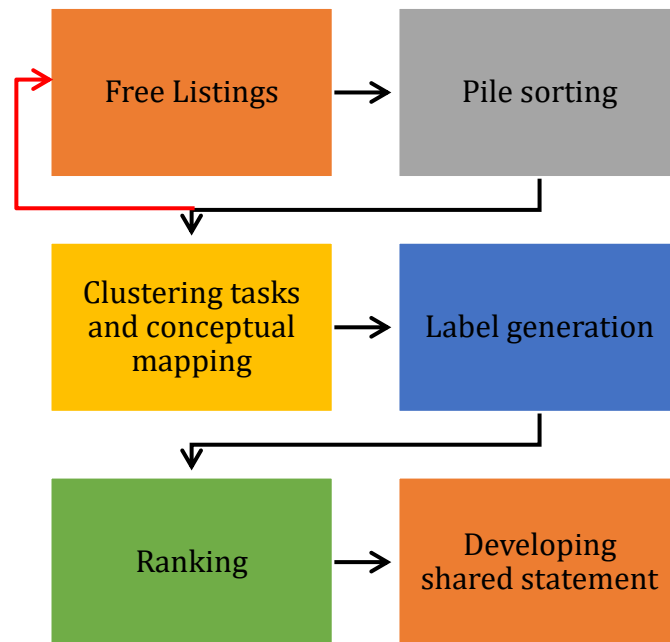 Free Listings
Pile sorting
Clustering tasks
and conceptual
mapping
Label generation
Ranking
Developing
shared statement